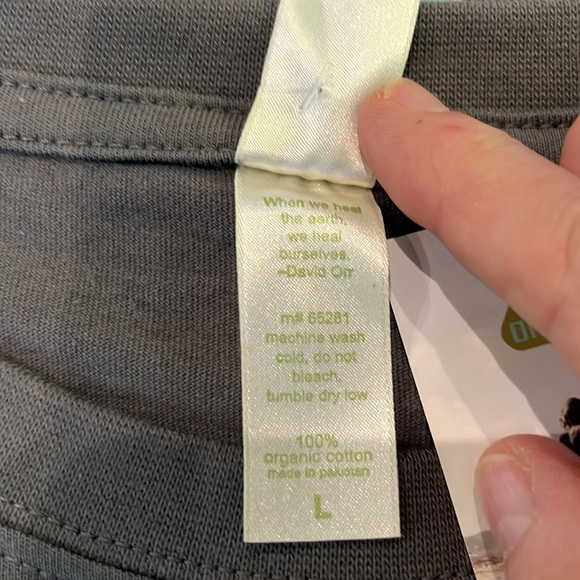 When we heal
the earth,
we heal
ourselves.
–David Orr
m# 65281
machine wash
cold, do not
bleach,
tumble dry low
100%
organic cotton
made in pakistan
L